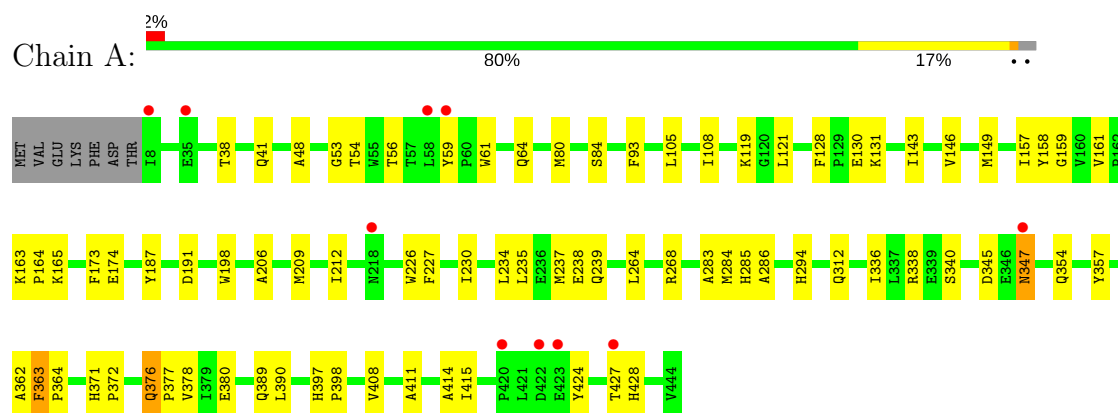 2%
Chain A:
80% 17% • •
MET VAL GLU LYS PHE ASP THR I8 E35 T38 Q41 A48 G53 T54 W55 T56 T57 L58 Y59 P60 W61 Q64 M80 S84 F93 L105 I108 K119 G120 L121 F128 P129 E130 K131 I143 V146 M149 I157 Y158 G159 V160 V161 P162
K163 P164 K165 F173 E174 Y187 D191 W198 A206 M209 I212 N218 W226 F227 I230 L234 L235 E236 M237 E238 Q239 L264 R268 A283 M284 H285 A286 H294 Q312 I336 L337 R338 E339 S340 D345 E346 N347 Q354 Y357
A362 F363 P364 H371 P372 Q376 P377 V378 I379 E380 Q389 L390 H397 P398 V408 A411 A414 I415 P420 L421 D422 E423 Y424 T427 H428 V444